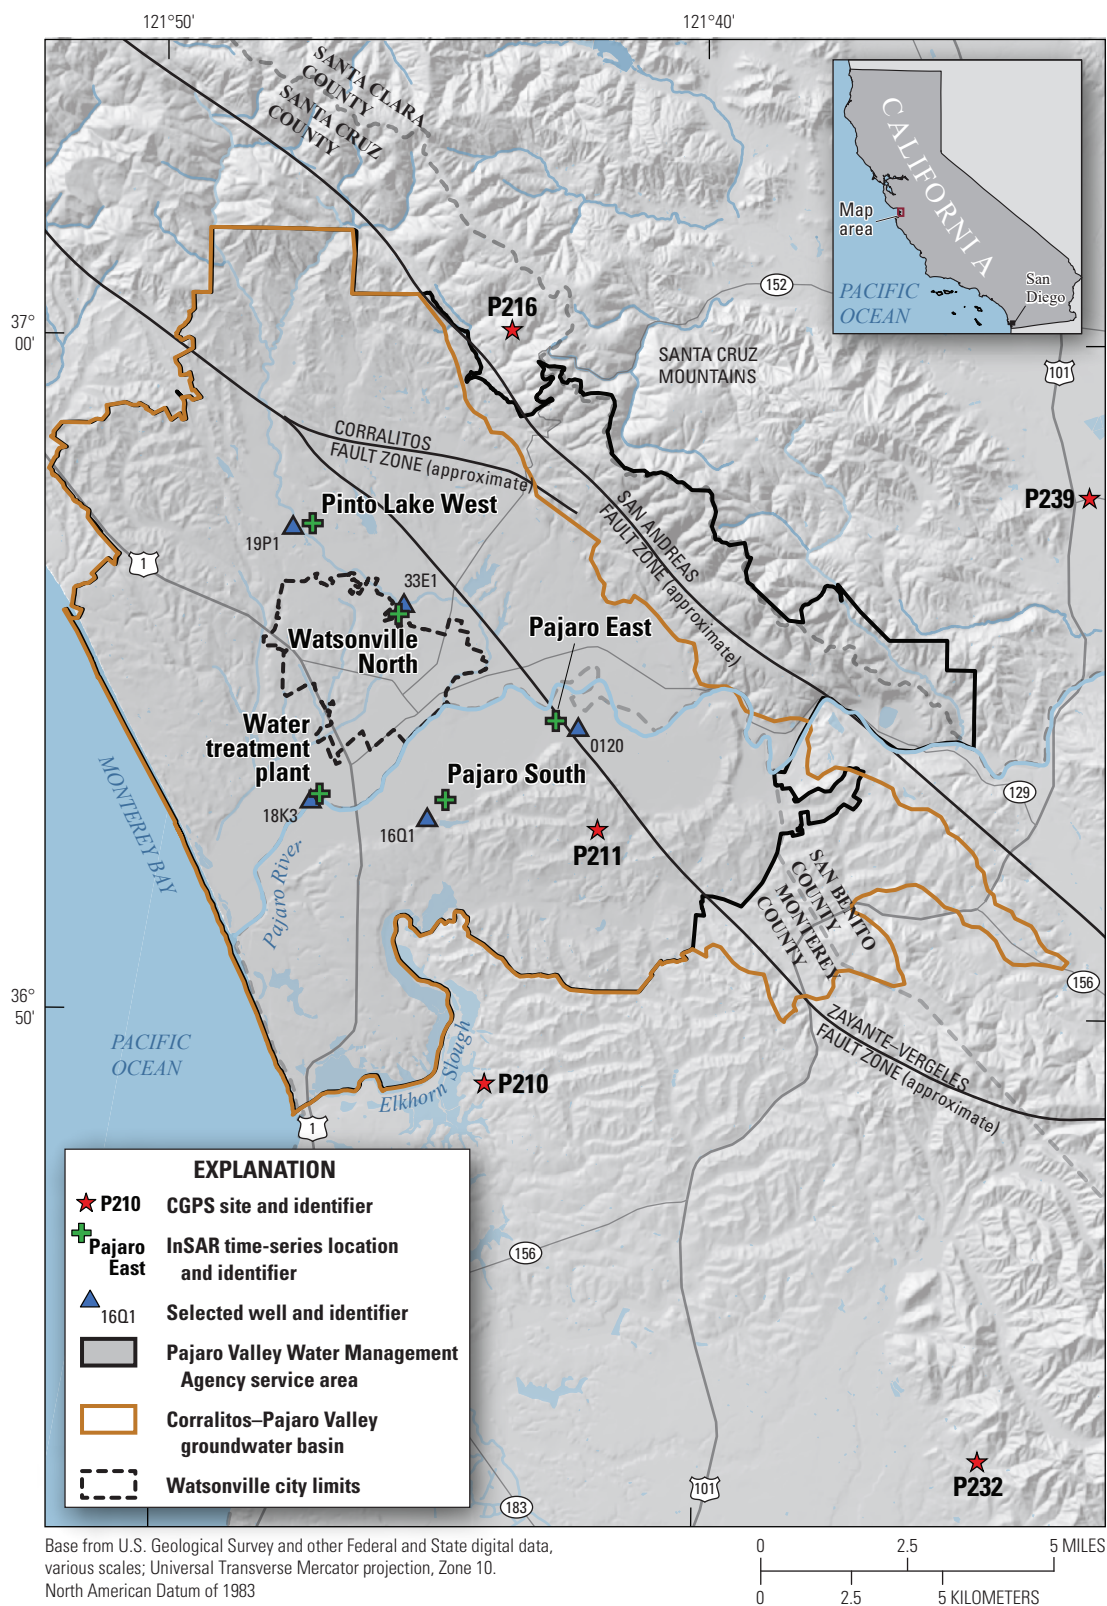 121°50'
121°40'
SANTA CLARA
COUNTY
SANTA CRUZ
COUNTY
CALIFORNIA
Map
area
San
Diego
PACIFIC
OCEAN
152
P216
37°
00'
SANTA CRUZ
MOUNTAINS
101
CORRALITOS
FAULT ZONE (approximate)
P239
Pinto Lake West
19P1
SAN ANDREAS
FAULT ZONE (approximate)
1
33E1
Watsonville
North
Pajaro East
Water
treatment
plant
0120
Pajaro South
18K3
16Q1
129
MONTEREY BAY
P211
Pajaro River
SAN BENITO
COUNTY
MONTEREY
COUNTY
156
36°
50'
ZAYANTE–VERGELES
FAULT ZONE (approximate)
PACIFIC
OCEAN
Elkhorn Slough
P210
1
EXPLANATION
P210 CGPS site and identifier
Pajaro
East
InSAR time-series location
and identifier
16Q1 Selected well and identifier
Pajaro Valley Water Management
Agency service area
Corralitos–Pajaro Valley
groundwater basin
Watsonville city limits
156
101
183
P232
Base from U.S. Geological Survey and other Federal and State digital data,
various scales; Universal Transverse Mercator projection, Zone 10.
North American Datum of 1983
0 2.5 5 MILES
0 2.5 5 KILOMETERS